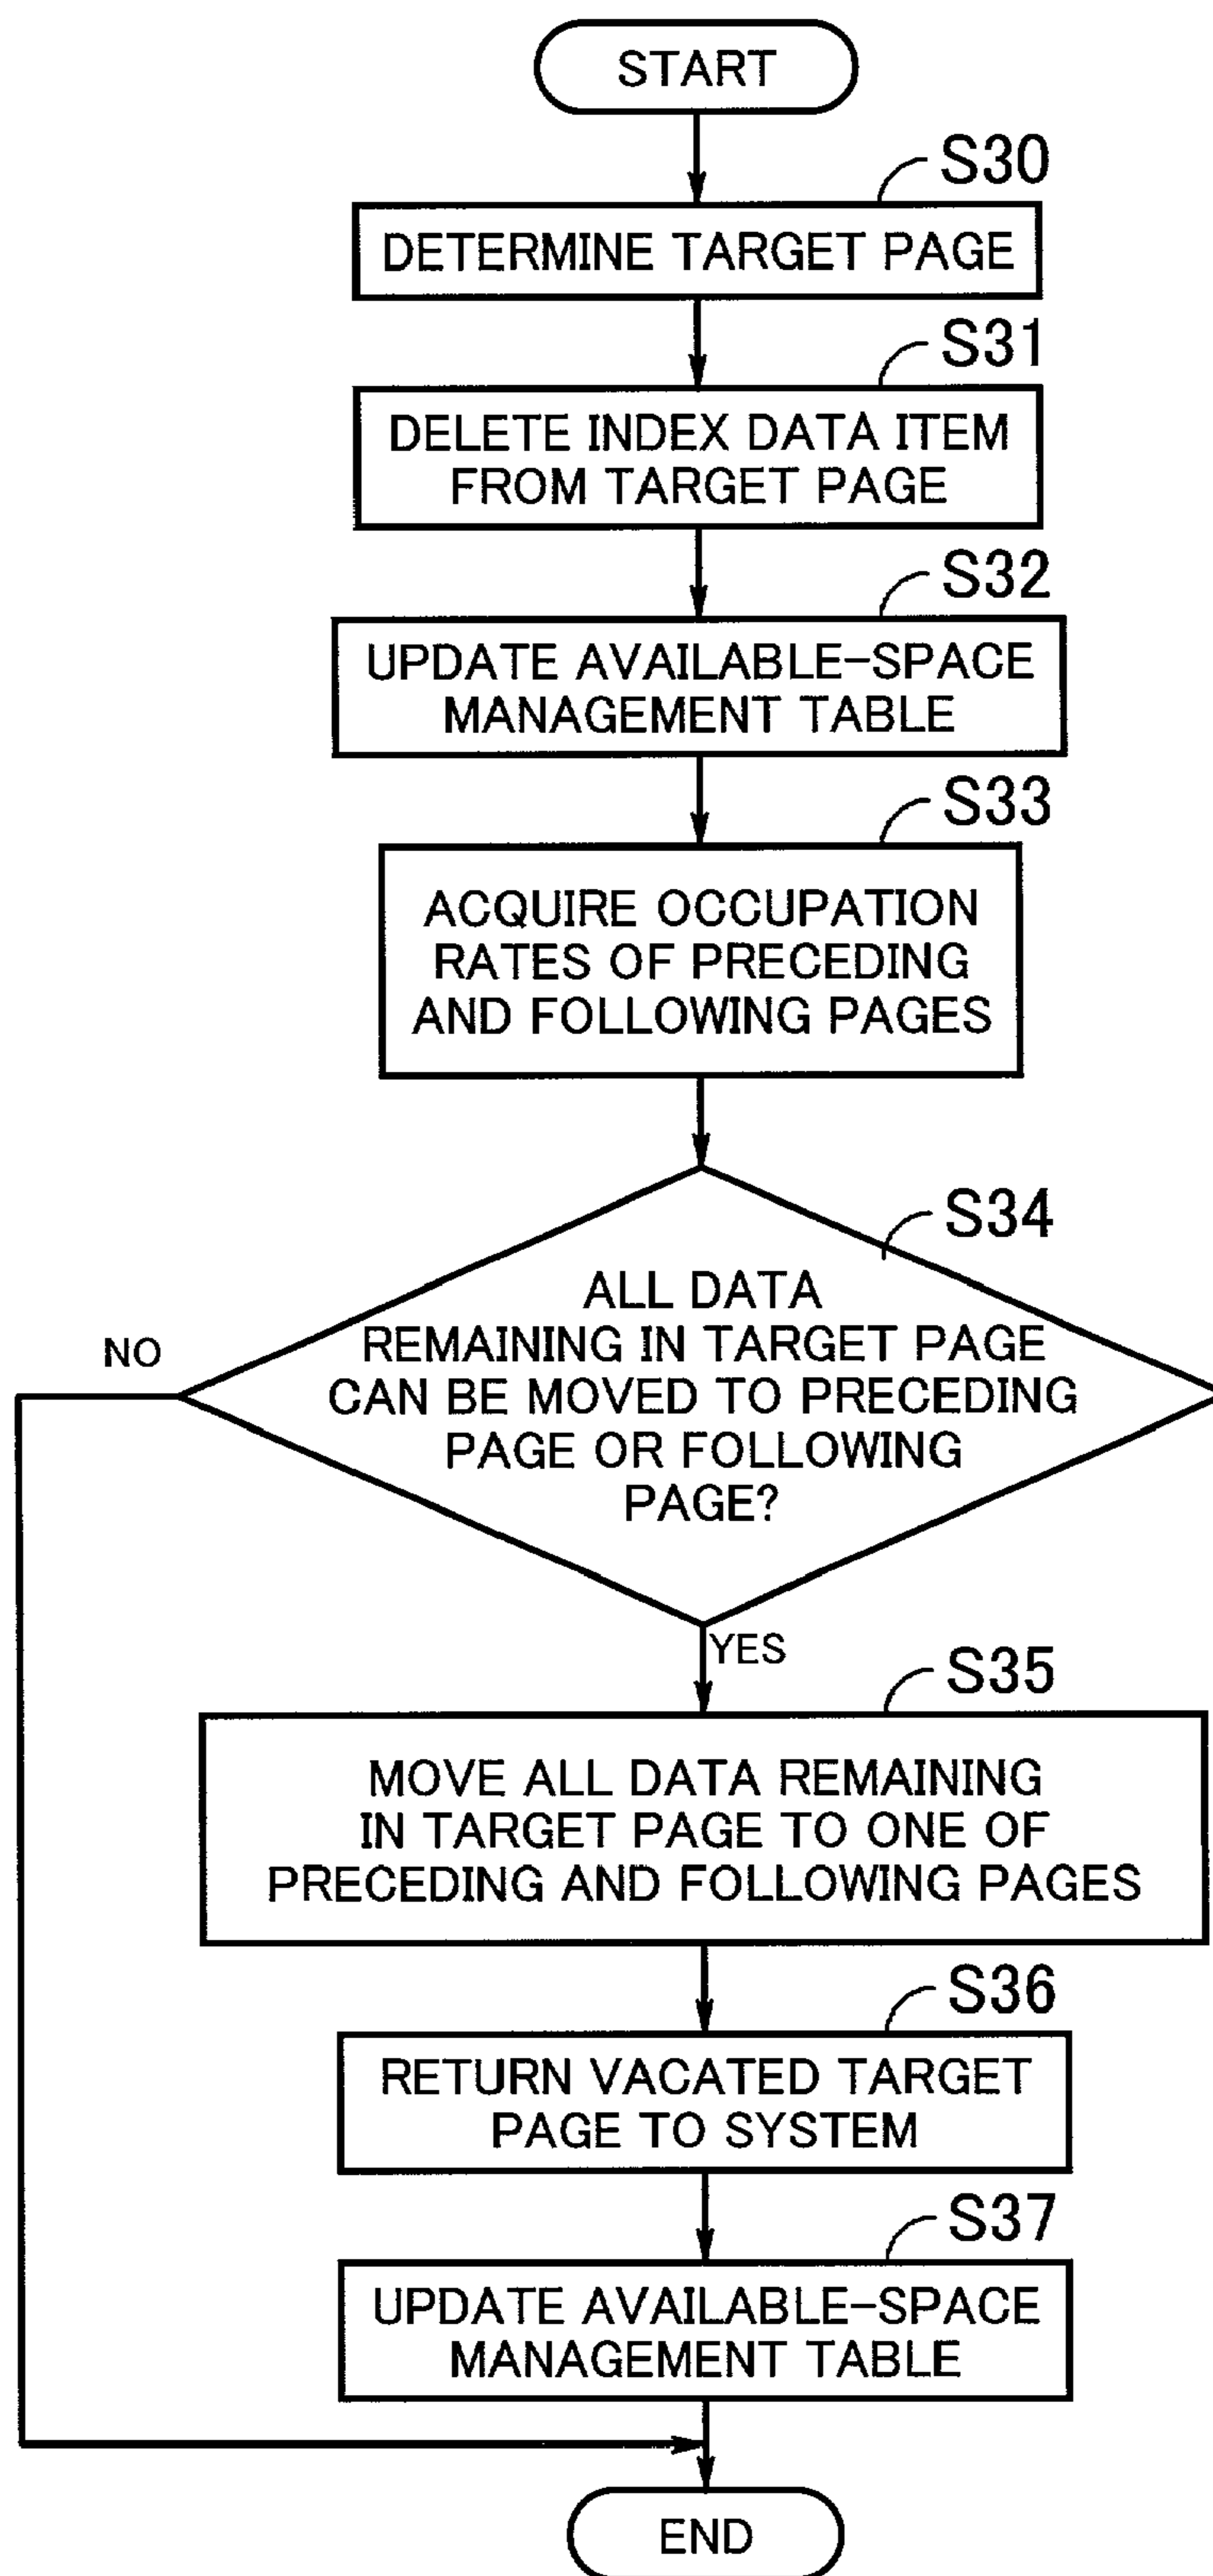 START
S30
DETERMINE TARGET PAGE
S31
DELETE INDEX DATA ITEM
FROM TARGET PAGE
S32
UPDATE AVAILABLE-SPACE
MANAGEMENT TABLE
S33
ACQUIRE OCCUPATION
RATES OF PRECEDING
AND FOLLOWING PAGES
S34
ALL DATA
REMAINING IN TARGET PAGE
CAN BE MOVED TO PRECEDING
PAGE OR FOLLOWING
PAGE?
NO
YES
S35
MOVE ALL DATA REMAINING
IN TARGET PAGE TO ONE OF
PRECEDING AND FOLLOWING PAGES
S36
RETURN VACATED TARGET
PAGE TO SYSTEM
S37
UPDATE AVAILABLE-SPACE
MANAGEMENT TABLE
END